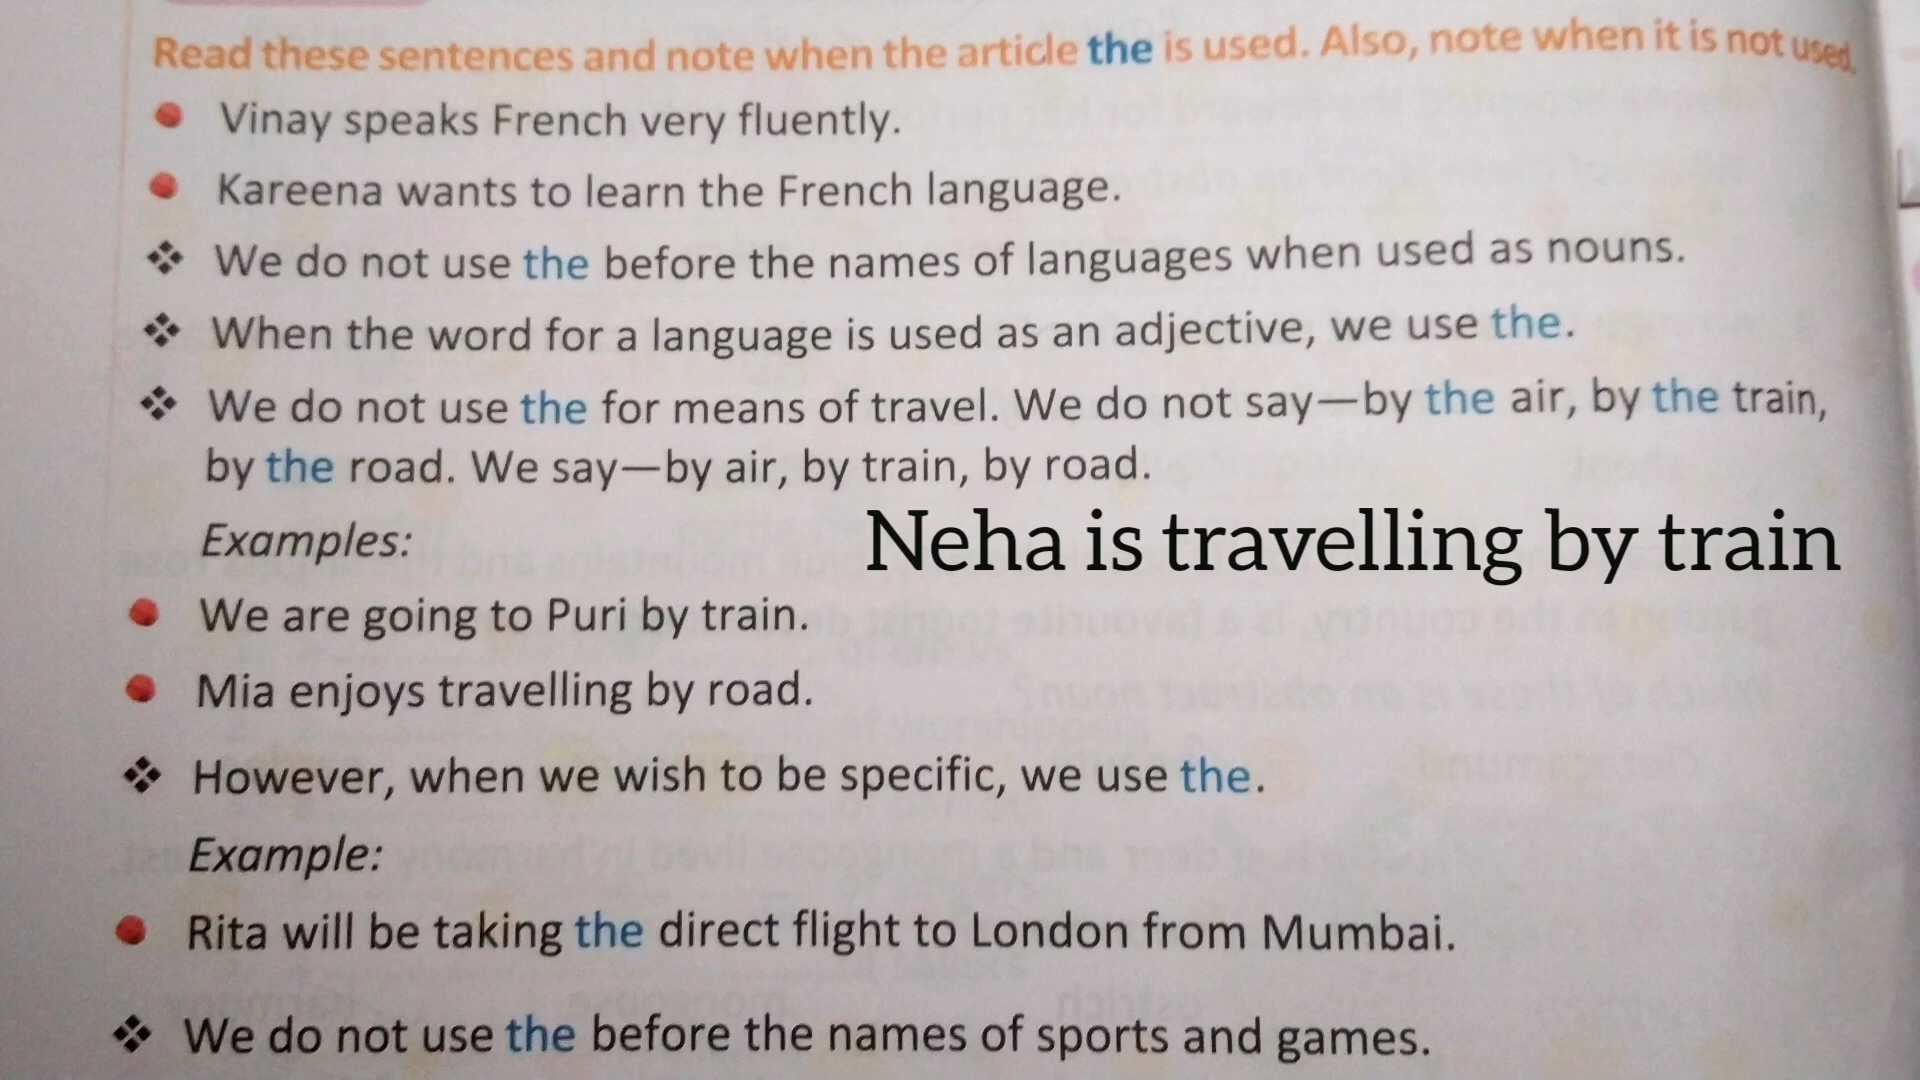 Read these sentences and note when the article the is used. Also, note when it is not used.
• Vinay speaks French very fluently.
• Kareena wants to learn the French language.
❖ We do not use the before the names of languages when used as nouns.
❖ When the word for a language is used as an adjective, we use the.
❖ We do not use the for means of travel. We do not say—by the air, by the train,
by the road. We say—by air, by train, by road.
Examples:
Neha is travelling by train
• We are going to Puri by train.
• Mia enjoys travelling by road.
❖ However, when we wish to be specific, we use the.
Example:
• Rita will be taking the direct flight to London from Mumbai.
❖ We do not use the before the names of sports and games.